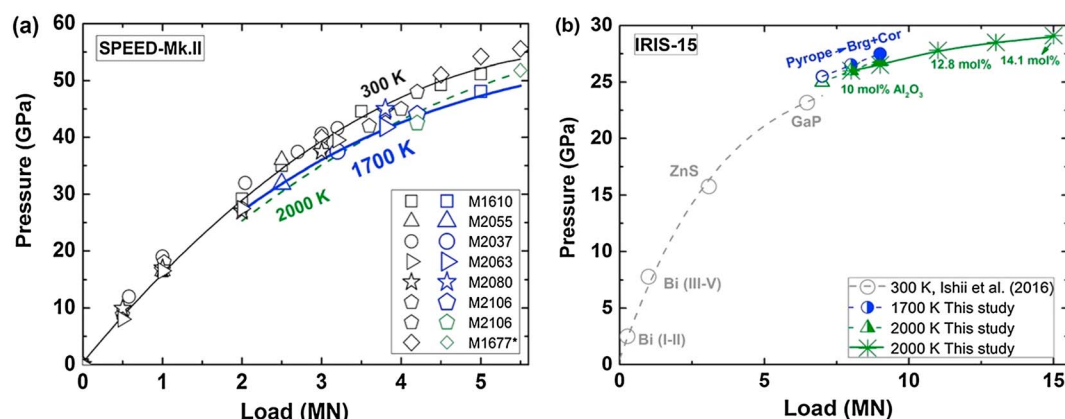 (a)
SPEED-Mk.II
300 K
1700 K
2000 K
M1610
M2055
M2037
M2063
M2080
M2106
M2106
M1677*
60
50
40
30
20
10
0
0
1
2
3
4
5
Pressure (GPa)
Load (MN)
(b)
IRIS-15
Pyrope→Brg+Cor
12.8 mol%
14.1 mol%
10 mol% Al₂O₃
GaP
ZnS
Bi (III-V)
Bi (I-II)
300 K, Ishii et al. (2016)
1700 K This study
2000 K This study
2000 K This study
30
25
20
15
10
5
0
0
5
10
15
Pressure (GPa)
Load (MN)